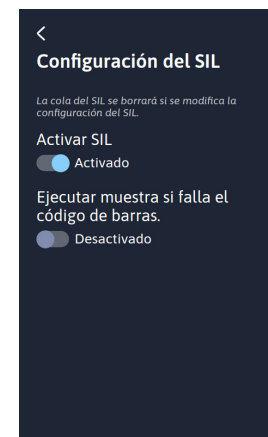 Configuración del SIL
La cola del SIL se borrará si se modifica la
configuración del SIL.
Activar SIL
Activado
Ejecutar muestra si falla el
código de barras.
Desactivado